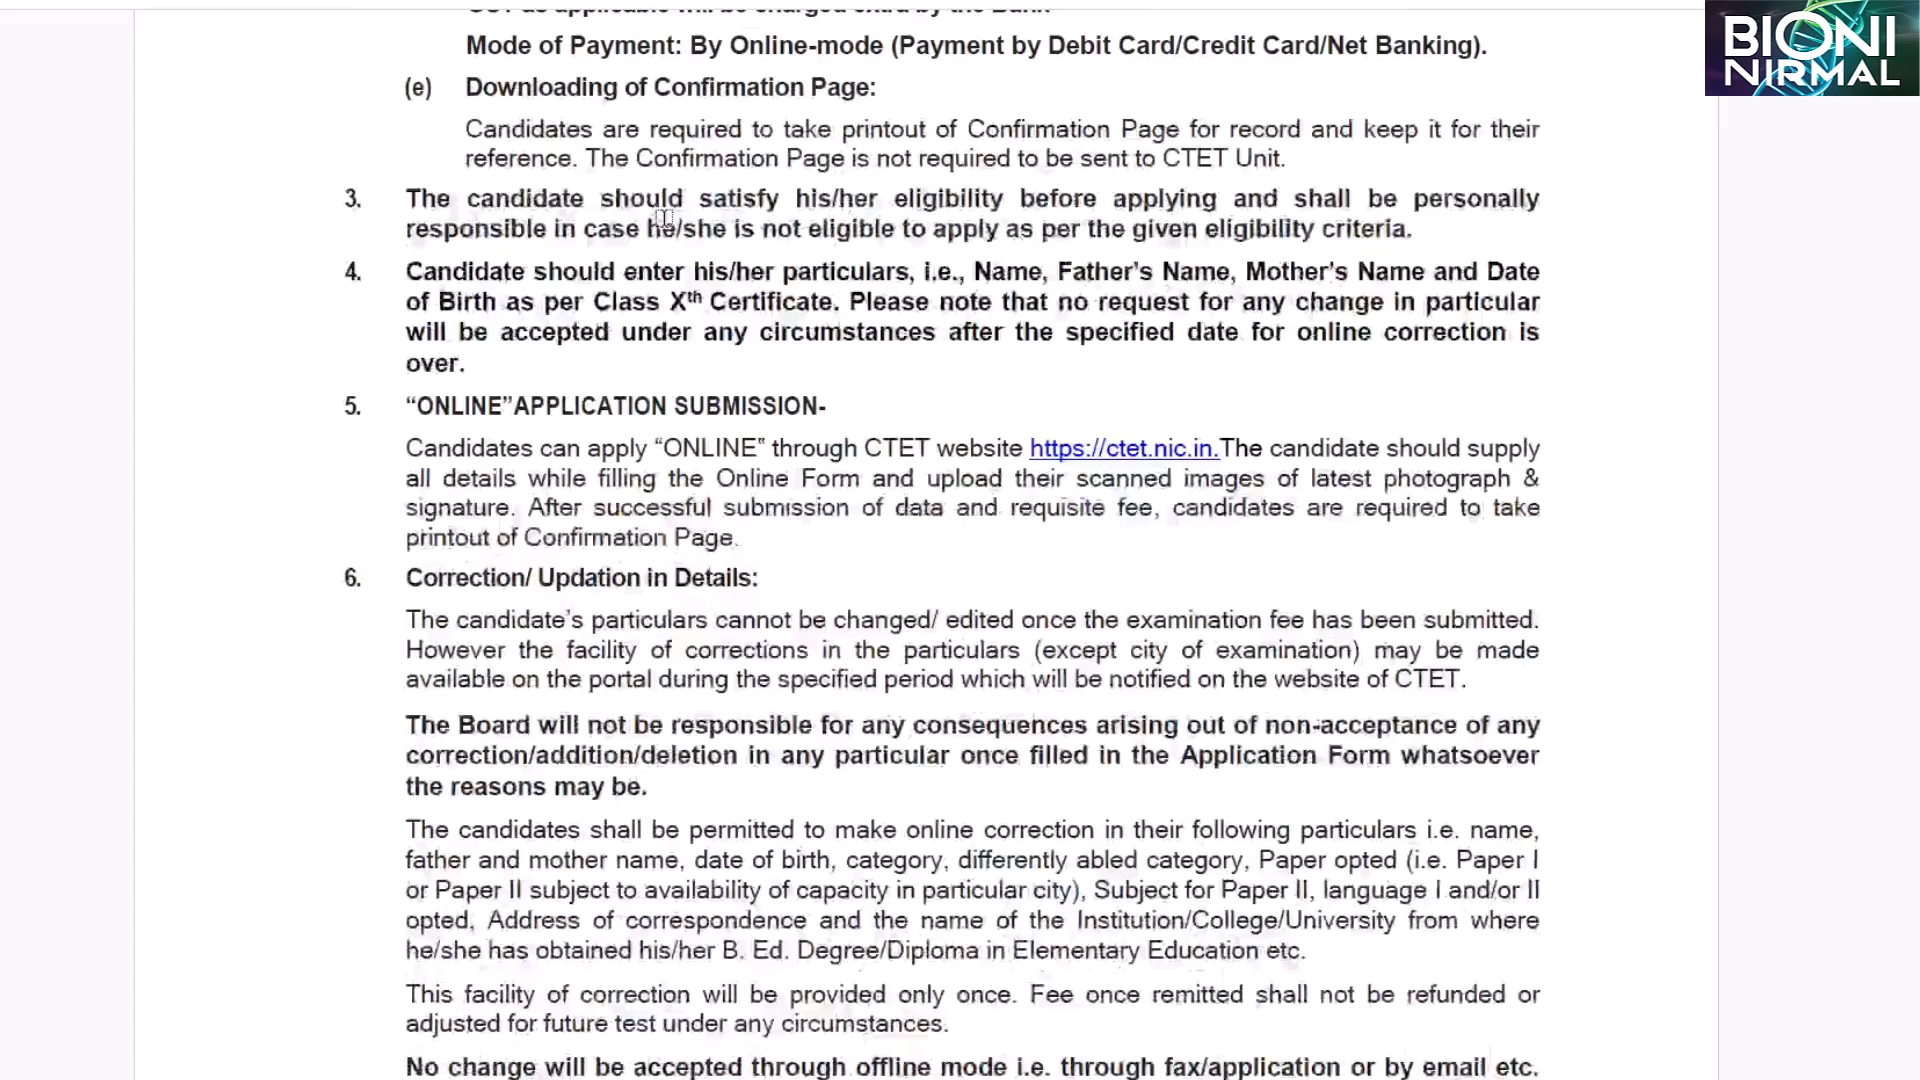 BIONI
NIRMAL
Mode of Payment: By Online-mode (Payment by Debit Card/Credit Card/Net Banking).
(e) Downloading of Confirmation Page:
Candidates are required to take printout of Confirmation Page for record and keep it for their
reference. The Confirmation Page is not required to be sent to CTET Unit.
3. The candidate should satisfy his/her eligibility before applying and shall be personally
responsible in case he/she is not eligible to apply as per the given eligibility criteria.
4. Candidate should enter his/her particulars, i.e., Name, Father's Name, Mother's Name and Date
of Birth as per Class Xth Certificate. Please note that no request for any change in particular
will be accepted under any circumstances after the specified date for online correction is
over.
5. “ONLINE”APPLICATION SUBMISSION-
Candidates can apply “ONLINE” through CTET website https://ctet.nic.in.The candidate should supply
all details while filling the Online Form and upload their scanned images of latest photograph &
signature. After successful submission of data and requisite fee, candidates are required to take
printout of Confirmation Page.
6. Correction/ Updation in Details:
The candidate's particulars cannot be changed/ edited once the examination fee has been submitted.
However the facility of corrections in the particulars (except city of examination) may be made
available on the portal during the specified period which will be notified on the website of CTET.
The Board will not be responsible for any consequences arising out of non-acceptance of any
correction/addition/deletion in any particular once filled in the Application Form whatsoever
the reasons may be.
The candidates shall be permitted to make online correction in their following particulars i.e. name,
father and mother name, date of birth, category, differently abled category, Paper opted (i.e. Paper I
or Paper II subject to availability of capacity in particular city), Subject for Paper II, language I and/or II
opted, Address of correspondence and the name of the Institution/College/University from where
he/she has obtained his/her B. Ed. Degree/Diploma in Elementary Education etc.
This facility of correction will be provided only once. Fee once remitted shall not be refunded or
adjusted for future test under any circumstances.
No change will be accepted through offline mode i.e. through fax/application or by email etc.